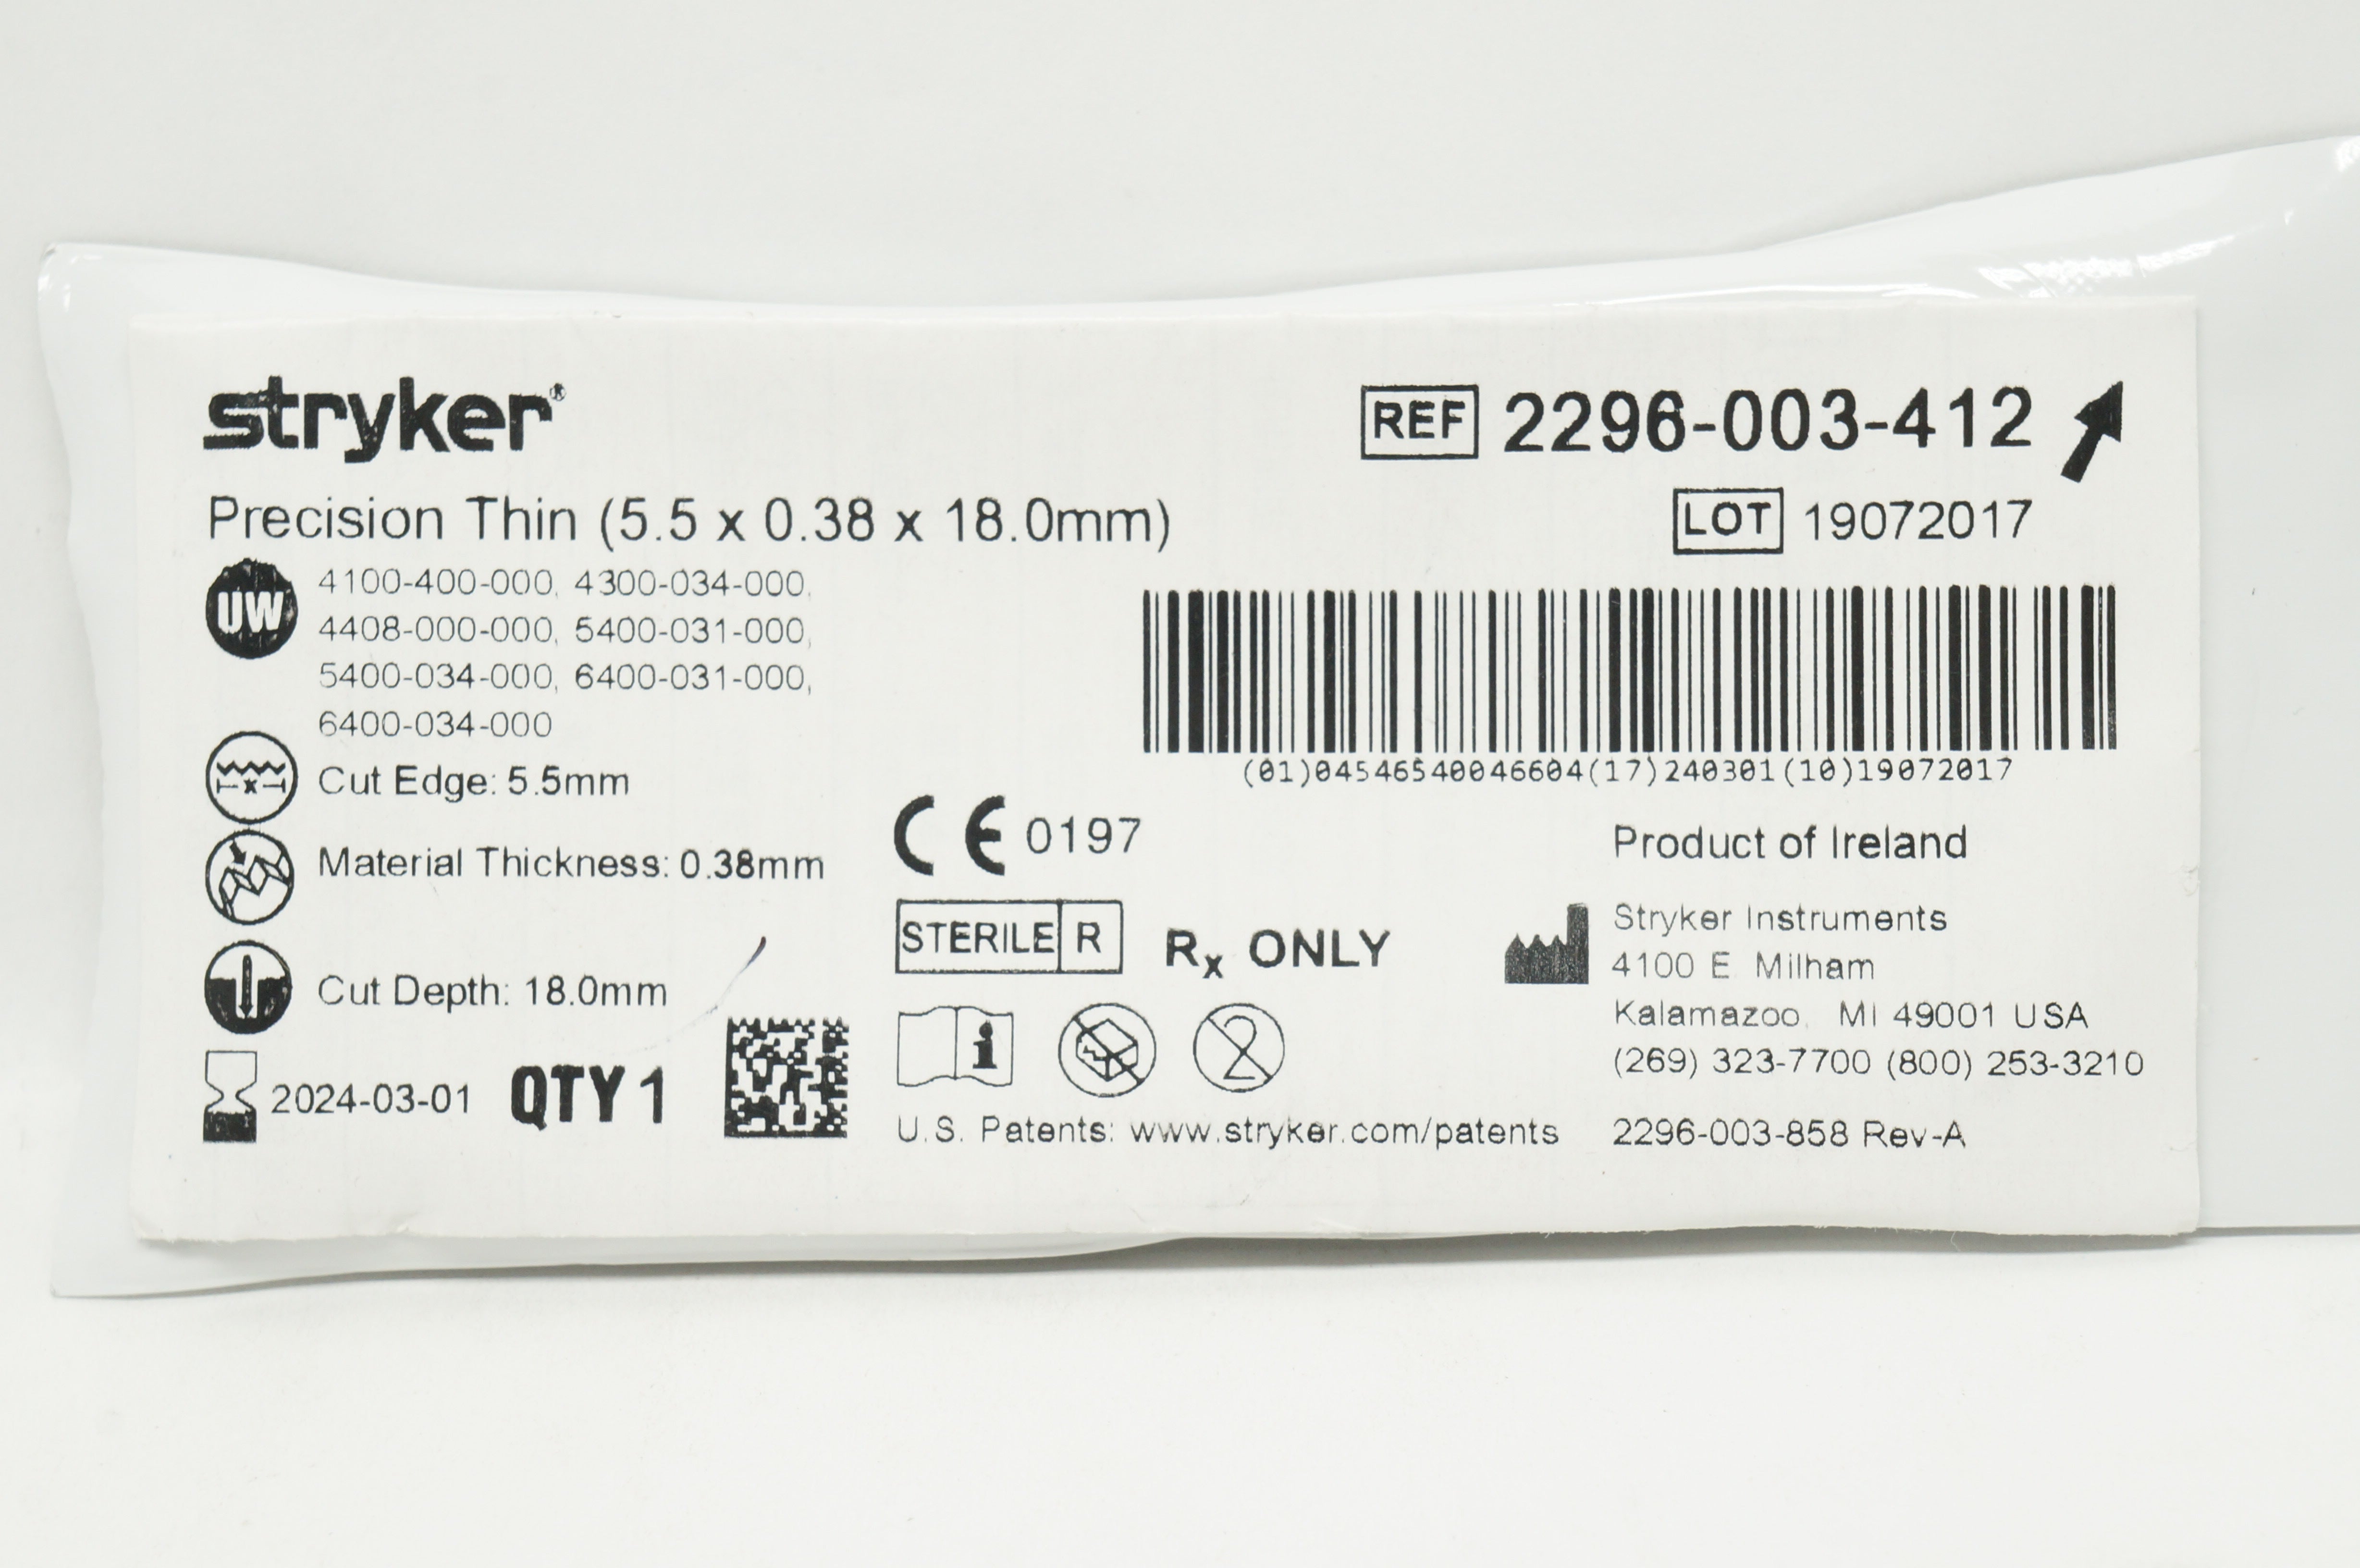 stryker®
REF 2296-003-412
Precision Thin (5.5 x 0.38 x 18.0mm)
LOT 19072017
UW 4100-400-000, 4300-034-000,
4408-000-000, 5400-031-000,
5400-034-000, 6400-031-000,
6400-034-000
(01)04546540046604(17)240301(10)19072017
Cut Edge: 5.5mm
Material Thickness: 0.38mm
Cut Depth: 18.0mm
2024-03-01 QTY 1
CE 0197
STERILE R Rx ONLY
2
U.S. Patents: www.stryker.com/patents
Product of Ireland
Stryker Instruments
4100 E Milham
Kalamazoo, MI 49001 USA
(269) 323-7700 (800) 253-3210
2296-003-858 Rev-A